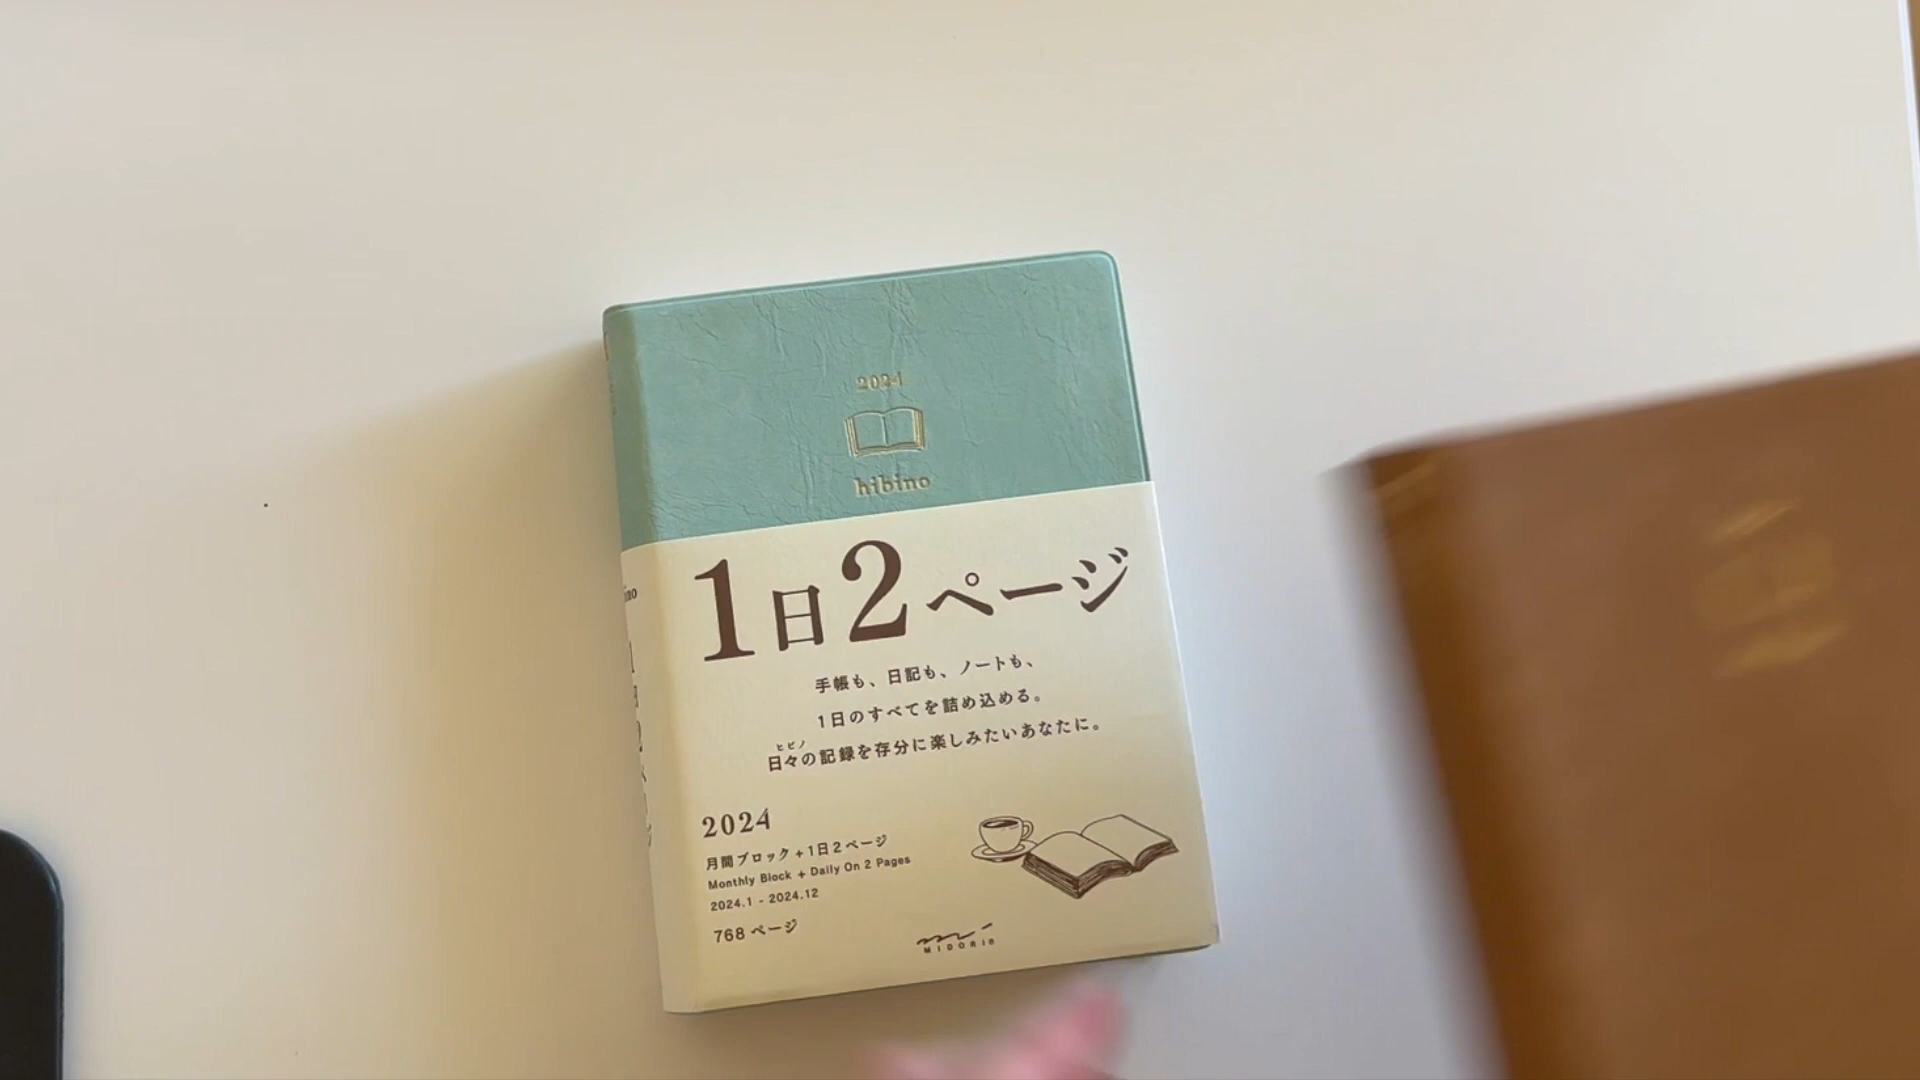 2024
hibino
1日2ページ
手帳も、日記も、ノートも、
1日のすべてを詰め込める。
ヒビノ
日々の記録を存分に楽しみたいあなたに。
2024
月間ブロック+1日2ページ
Monthly Block + Daily On 2 Pages
2024.1 - 2024.12
768ページ
MIDORI